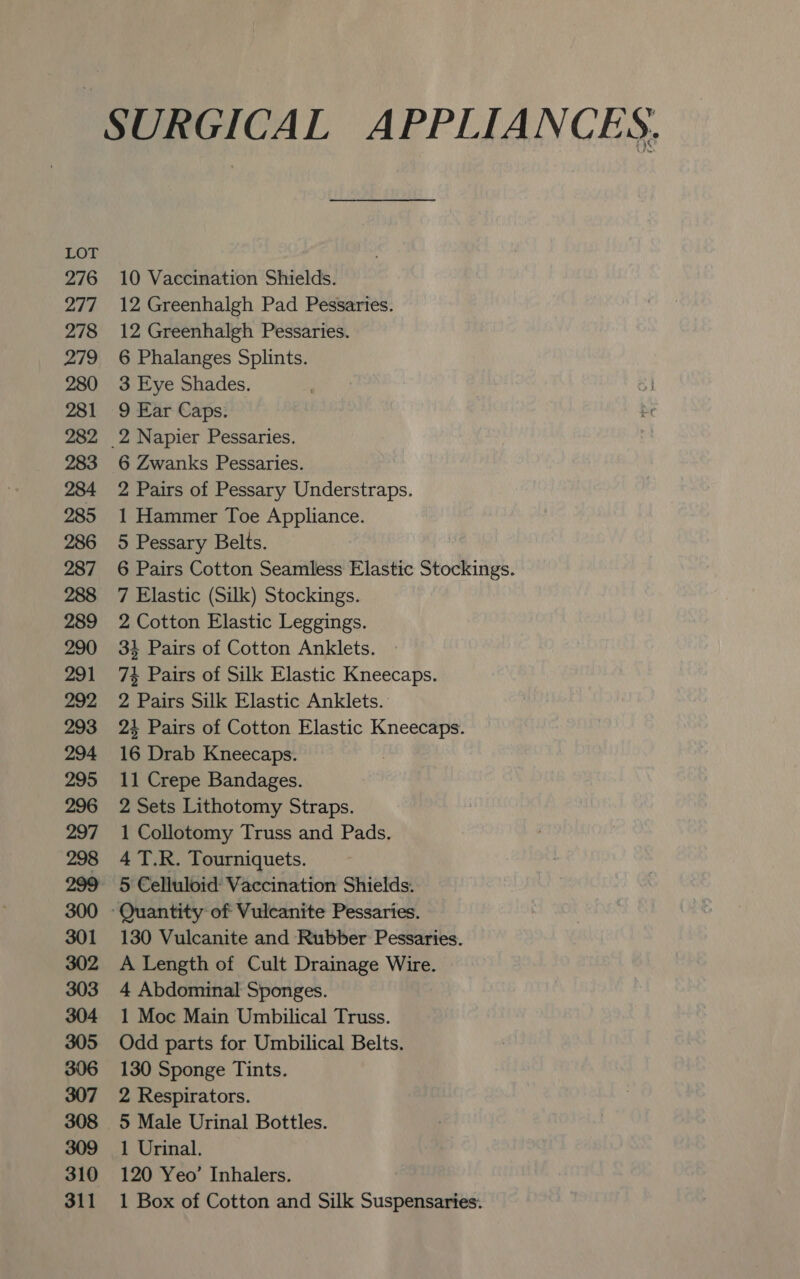 SURGICAL APPLIANCES.
LOT
276 10 Vaccination Shields.
277 12 Greenhalgh Pad Pessaries.
278 12 Greenhalgh Pessaries.
279 6 Phalanges Splints.
280 3 Eye Shades.
281 9 Ear Caps.
282 2 Napier Pessaries.
283 6 Zwanks Pessaries.
284 2 Pairs of Pessary Understraps.
285 1 Hammer Toe Appliance.
286 5 Pessary Belts.
287 6 Pairs Cotton Seamless Elastic Stockings.
288 7 Elastic (Silk) Stockings.
289 2 Cotton Elastic Leggings.
290 3½ Pairs of Cotton Anklets.
291 7½ Pairs of Silk Elastic Kneecaps.
292 2 Pairs Silk Elastic Anklets.
293 2½ Pairs of Cotton Elastic Kneecaps.
294 16 Drab Kneecaps.
295 11 Crepe Bandages.
296 2 Sets Lithotomy Straps.
297 1 Collotomy Truss and Pads.
298 4 T.R. Tourniquets.
299 5 Celluloid Vaccination Shields.
300 Quantity of Vulcanite Pessaries.
301 130 Vulcanite and Rubber Pessaries.
302 A Length of Cult Drainage Wire.
303 4 Abdominal Sponges.
304 1 Moc Main Umbilical Truss.
305 Odd parts for Umbilical Belts.
306 130 Sponge Tints.
307 2 Respirators.
308 5 Male Urinal Bottles.
309 1 Urinal.
310 120 Yeo' Inhalers.
311 1 Box of Cotton and Silk Suspensaries.